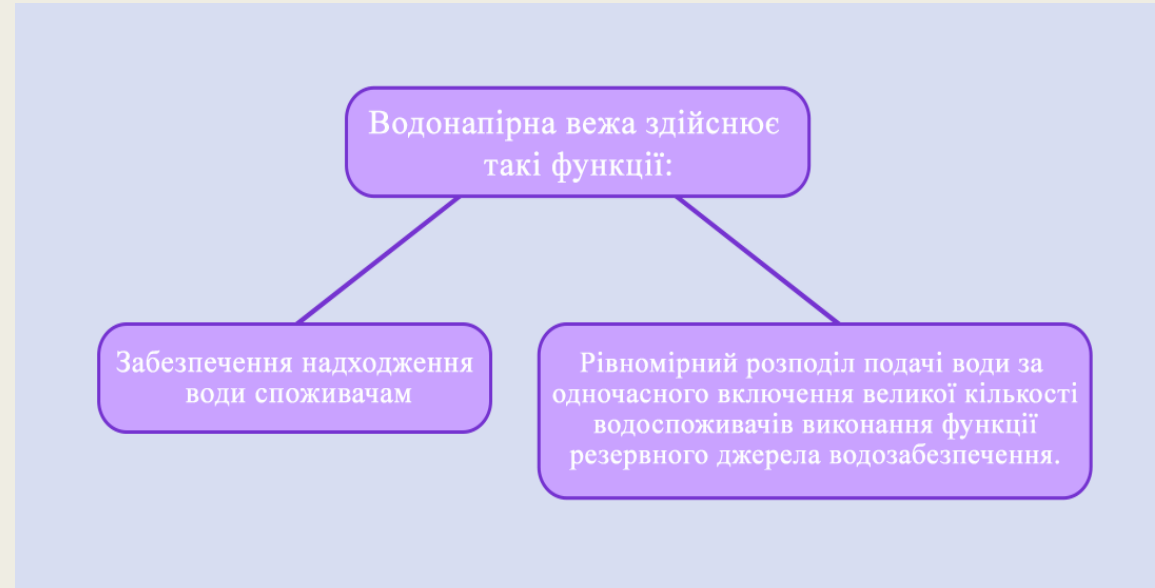 Водонапірна вежа здійснює
такі функції:
Забезпечення надходження
води споживачам
Рівномірний розподіл подачі води за
одночасного включення великої кількості
водоспоживачів виконання функції
резервного джерела водозабезпечення.